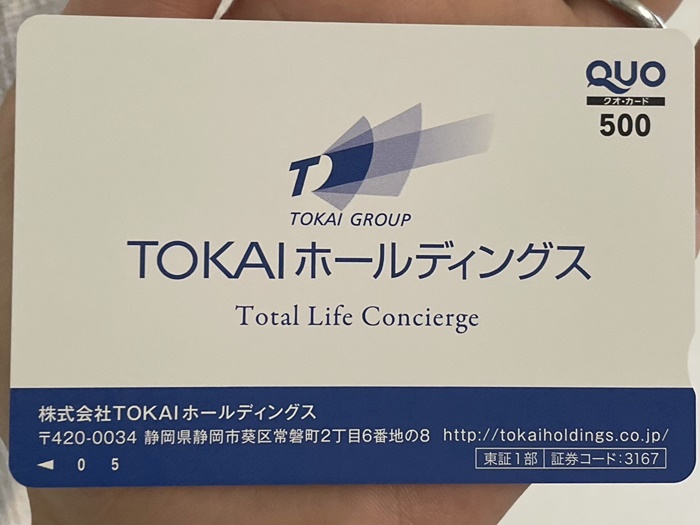 QUO
クオ・カード
500
T
TOKAI GROUP
TOKAIホールディングス
Total Life Concierge
株式会社TOKAIホールディングス
〒420-0034 静岡県静岡市葵区常磐町2丁目6番地の8 http://tokaiholdings.co.jp/
◀ 0 5 東証1部 証券コード:3167